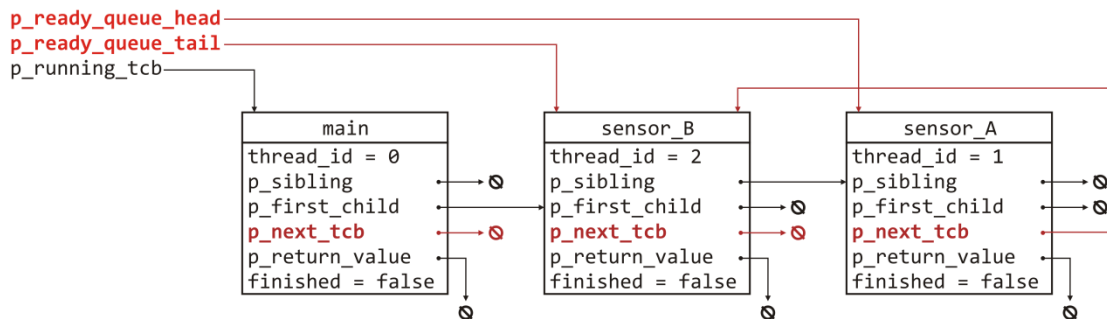 p_ready_queue_head
p_ready_queue_tail
p_running_tcb
main
thread_id = 0
p_sibling
p_first_child
p_next_tcb
p_return_value
finished = false
sensor_B
thread_id = 2
p_sibling
p_first_child
p_next_tcb
p_return_value
finished = false
sensor_A
thread_id = 1
p_sibling
p_first_child
p_next_tcb
p_return_value
finished = false